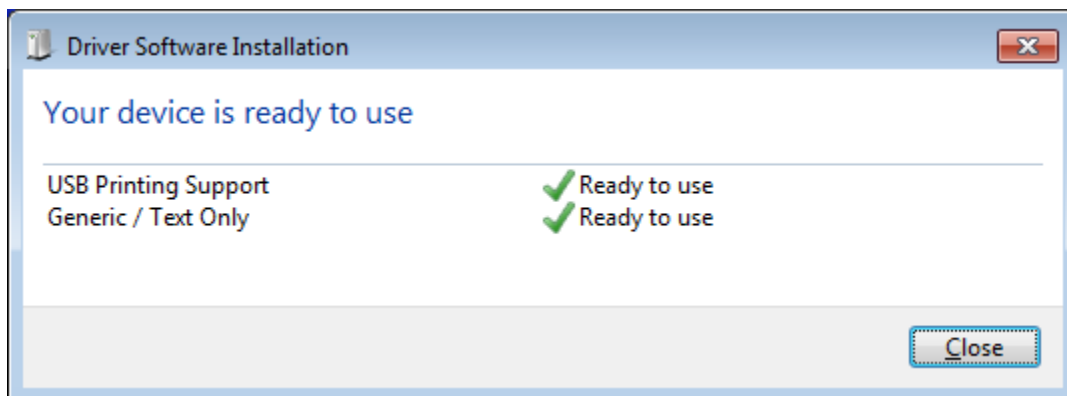 Driver Software Installation
Your device is ready to use
USB Printing Support Ready to use
Generic / Text Only Ready to use
Close